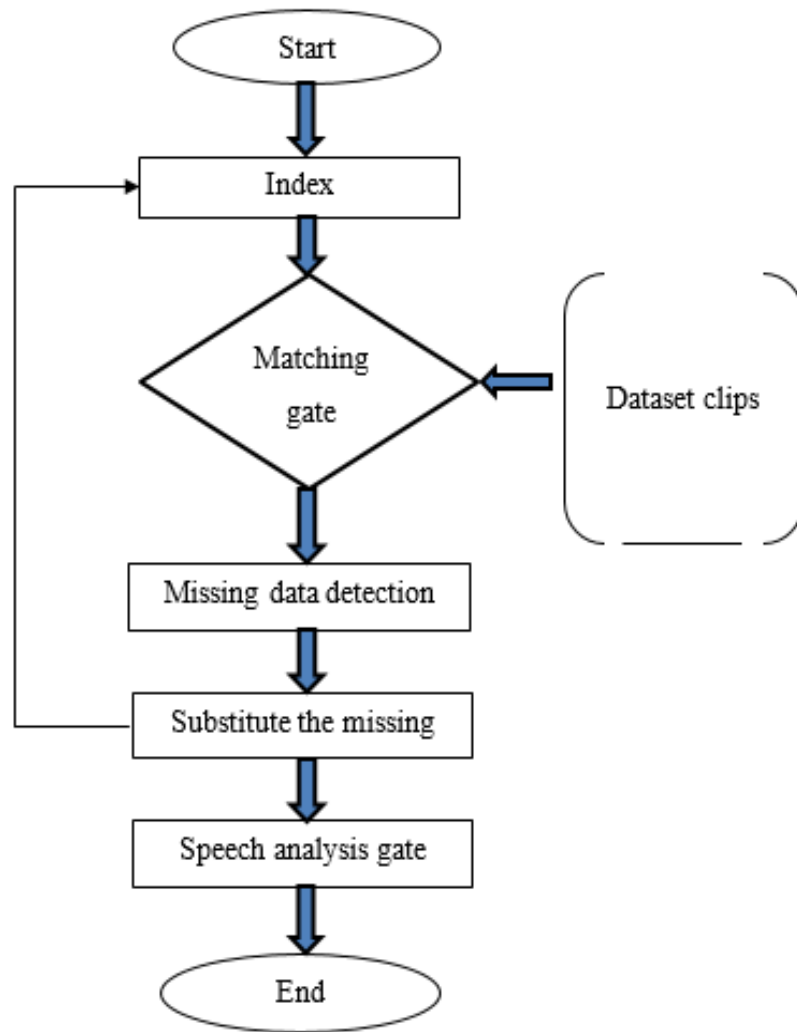 Start
Index
Matching
gate
Dataset clips
Missing data detection
Substitute the missing
Speech analysis gate
End